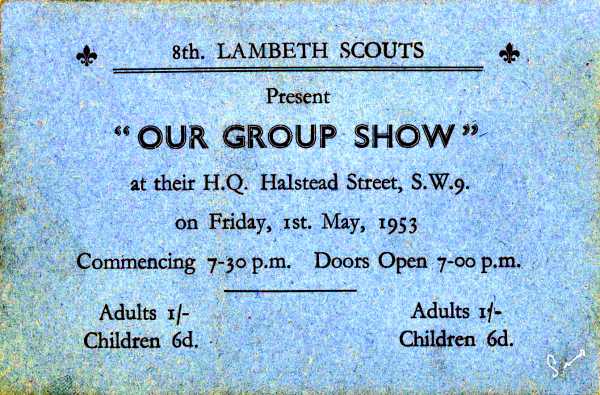 8th. LAMBETH SCOUTS
Present
"OUR GROUP SHOW"
at their H.Q. Halstead Street, S.W.9.
on Friday, 1st. May, 1953
Commencing 7-30 p.m. Doors Open 7-00 p.m.
Adults 1/- Adults 1/-
Children 6d. Children 6d.